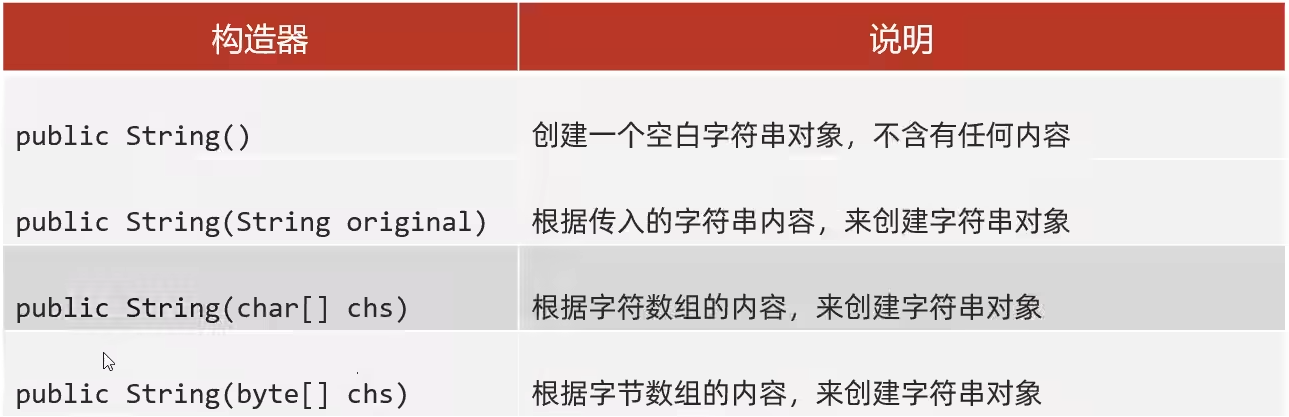 构造器 说明
public String() 创建一个空白字符串对象，不含有任何内容
public String(String original) 根据传入的字符串内容，来创建字符串对象
public String(char[] chs) 根据字符数组的内容，来创建字符串对象
public String(byte[] chs) 根据字节数组的内容，来创建字符串对象